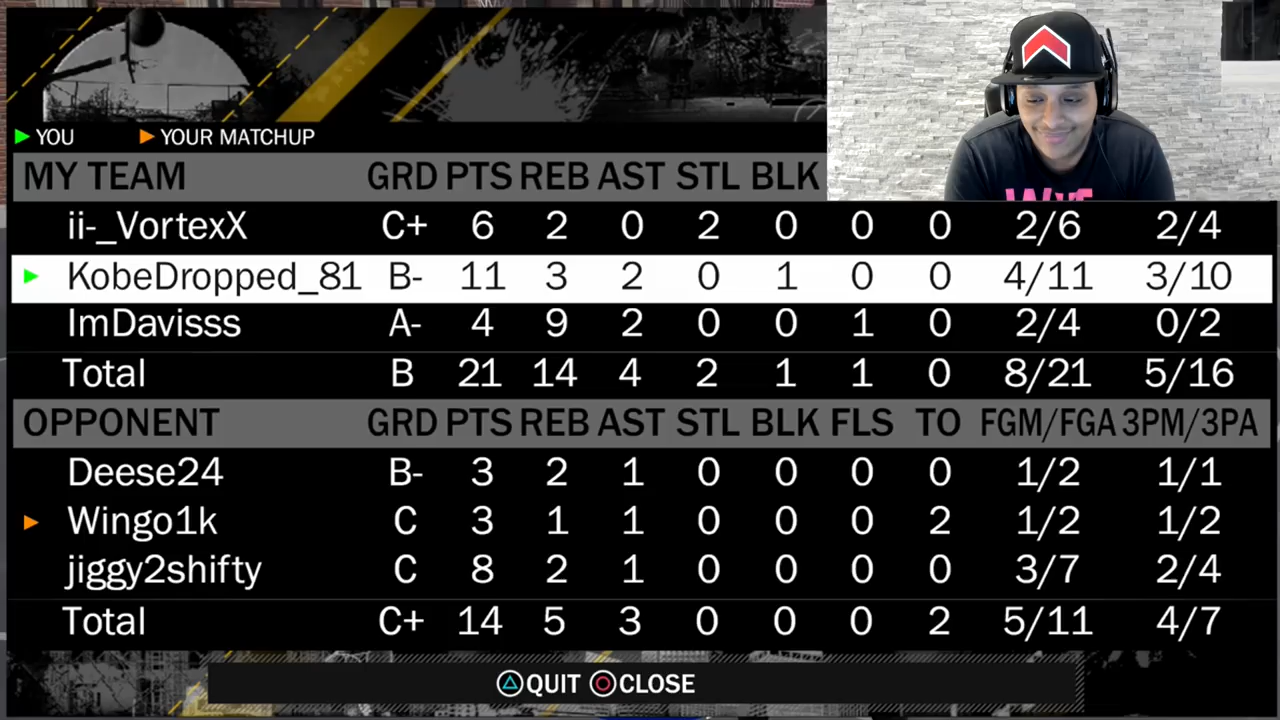 YOU YOUR MATCHUP
MY TEAM GRD PTS REB AST STL BLK
ii-_VortexX C+ 6 2 0 2 0 0 0 2/6 2/4
KobeDropped_81 B- 11 3 2 0 1 0 0 4/11 3/10
ImDavisss A- 4 9 2 0 0 1 0 2/4 0/2
Total B 21 14 4 2 1 1 0 8/21 5/16
OPPONENT GRD PTS REB AST STL BLK FLS TO FGM/FGA 3PM/3PA
Deese24 B- 3 2 1 0 0 0 0 1/2 1/1
Wingo1k C 3 1 1 0 0 0 2 1/2 1/2
jiggy2shifty C 8 2 1 0 0 0 0 3/7 2/4
Total C+ 14 5 3 0 0 0 2 5/11 4/7
QUIT CLOSE